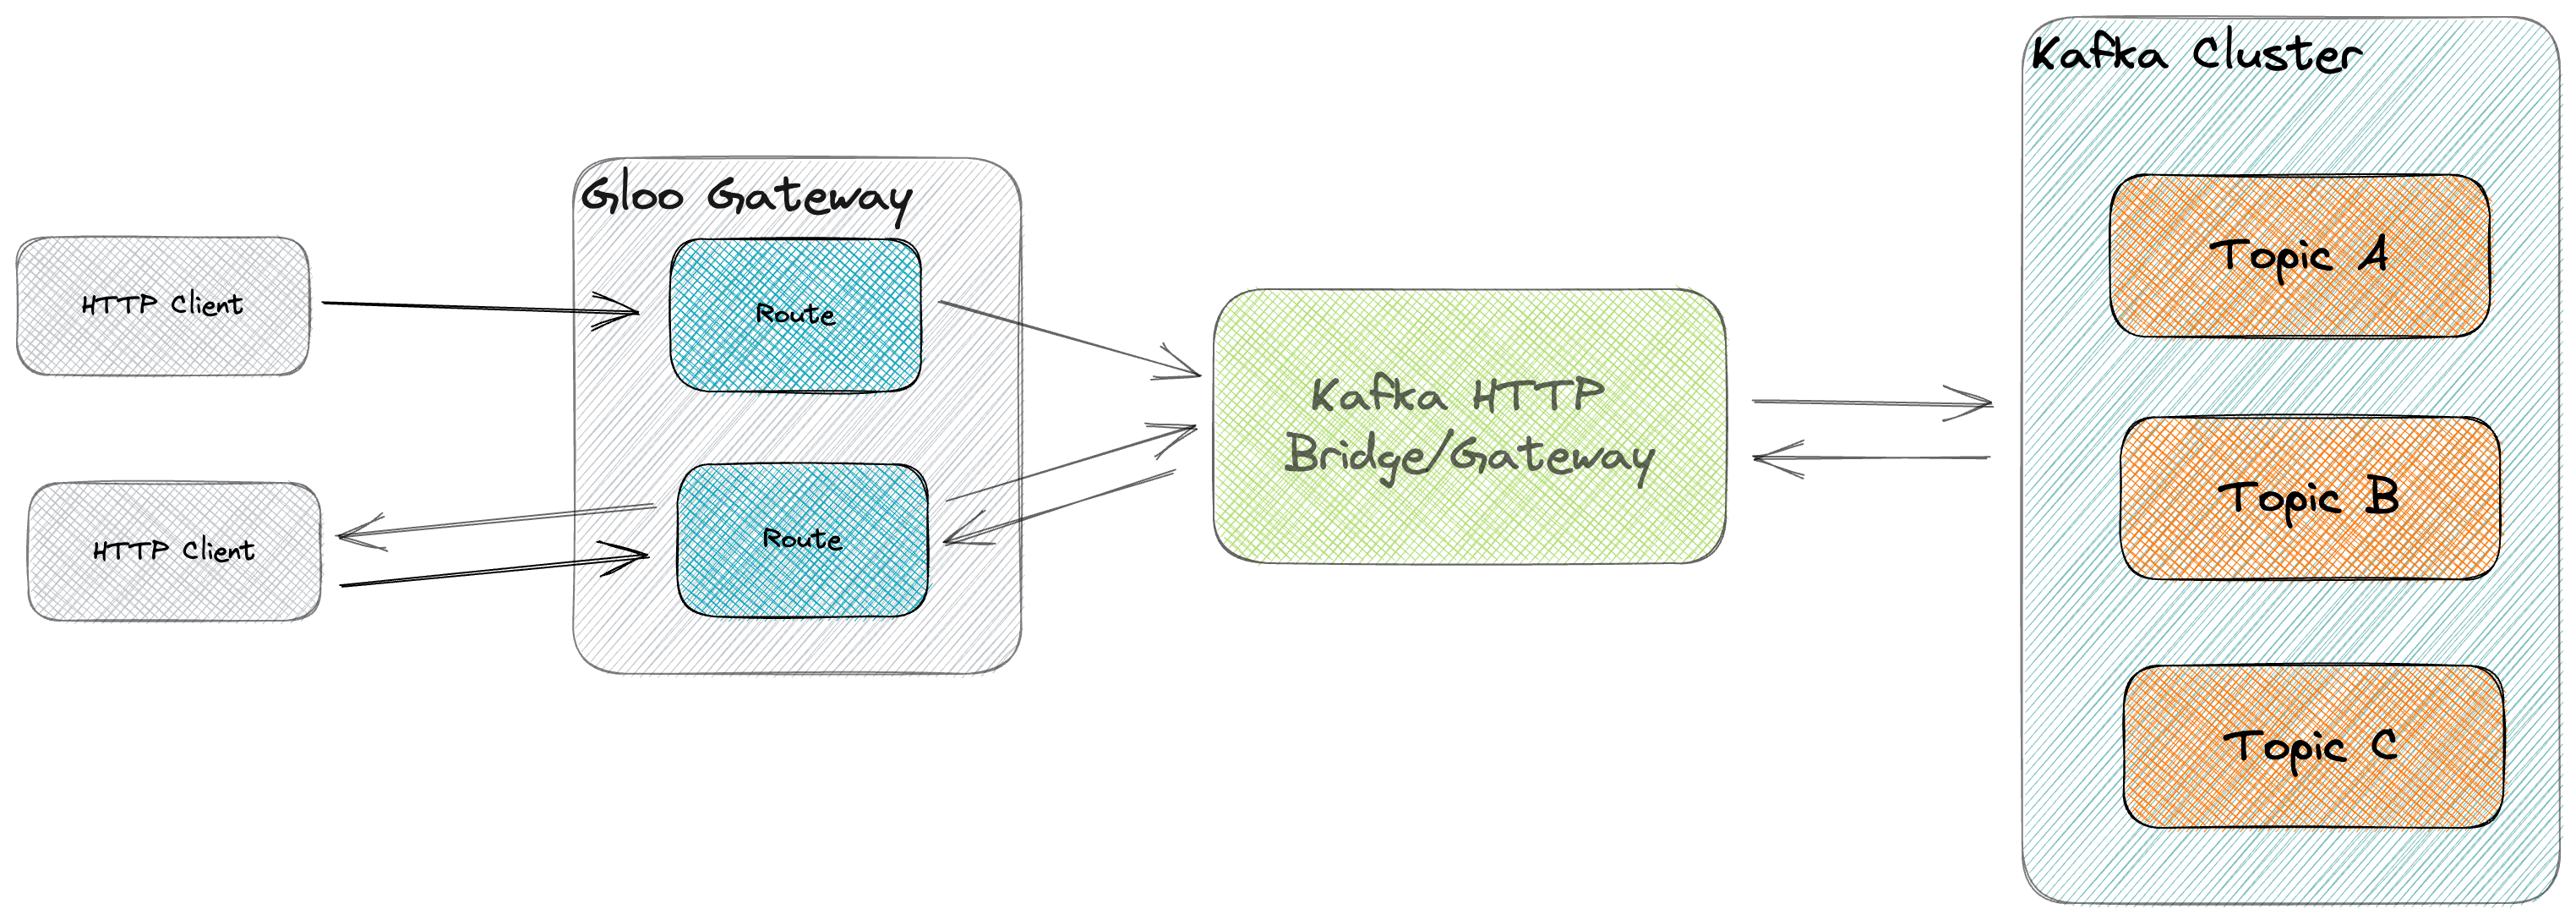 Kafka Cluster
Gloo Gateway
HTTP Client
Route
Topic A
Kafka HTTP
Bridge/Gateway
HTTP Client
Route
Topic B
Topic C